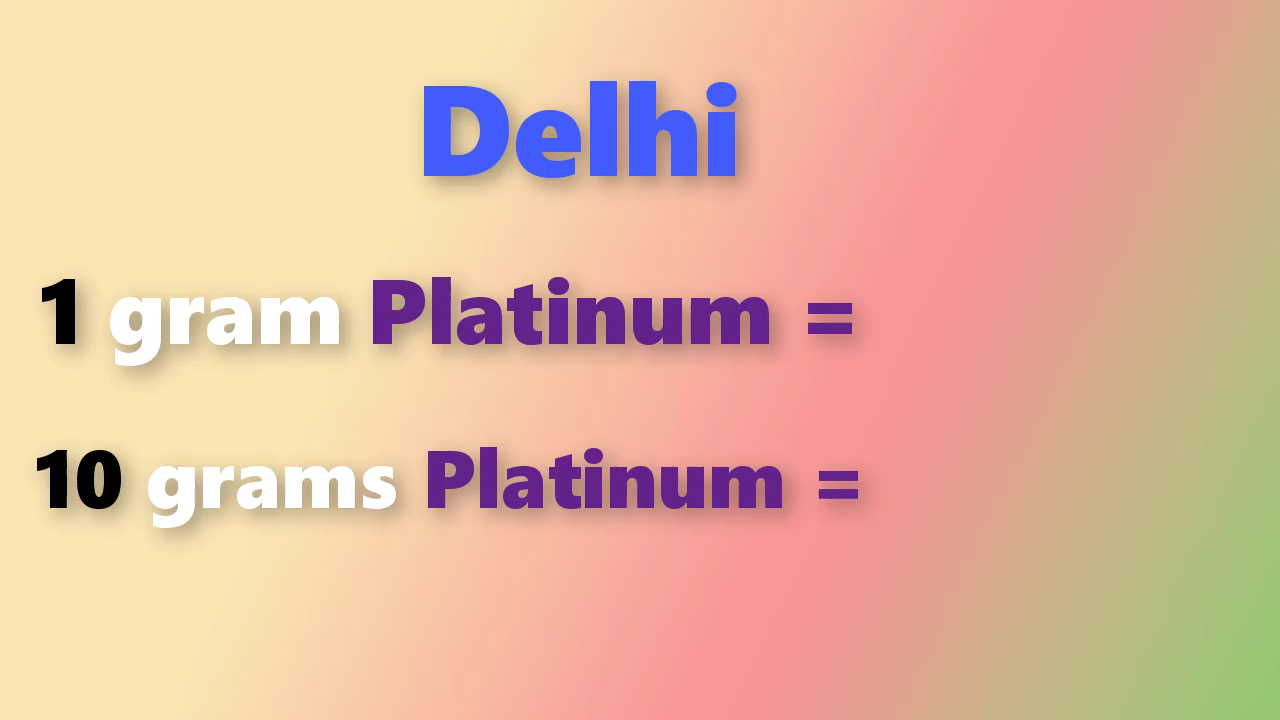 Delhi
1 gram Platinum =
10 grams Platinum =